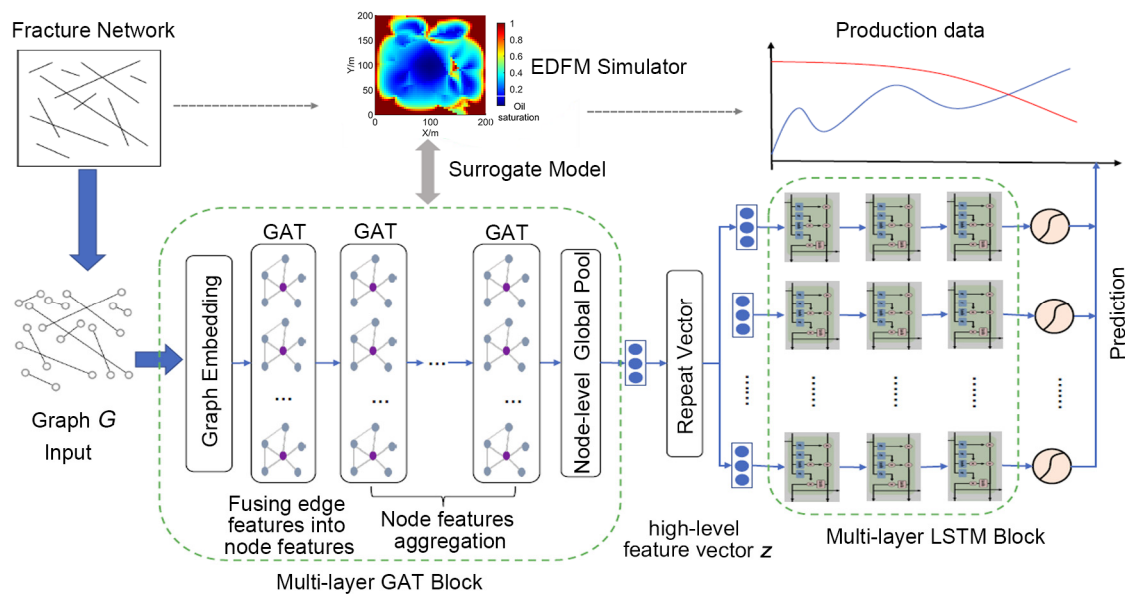 Fracture Network
Y/m
200
150
100
50
0
0
100
200
X/m
1
0.8
0.6
0.4
0.2
0
Oil
saturation
EDFM Simulator
Production data
Surrogate Model
Graph G
Input
Graph Embedding
GAT
GAT
GAT
...
...
...
...
Node-level Global Pool
Fusing edge
features into
node features
Node features
aggregation
Multi-layer GAT Block
Repeat Vector
high-level
feature vector z
Multi-layer LSTM Block
Prediction